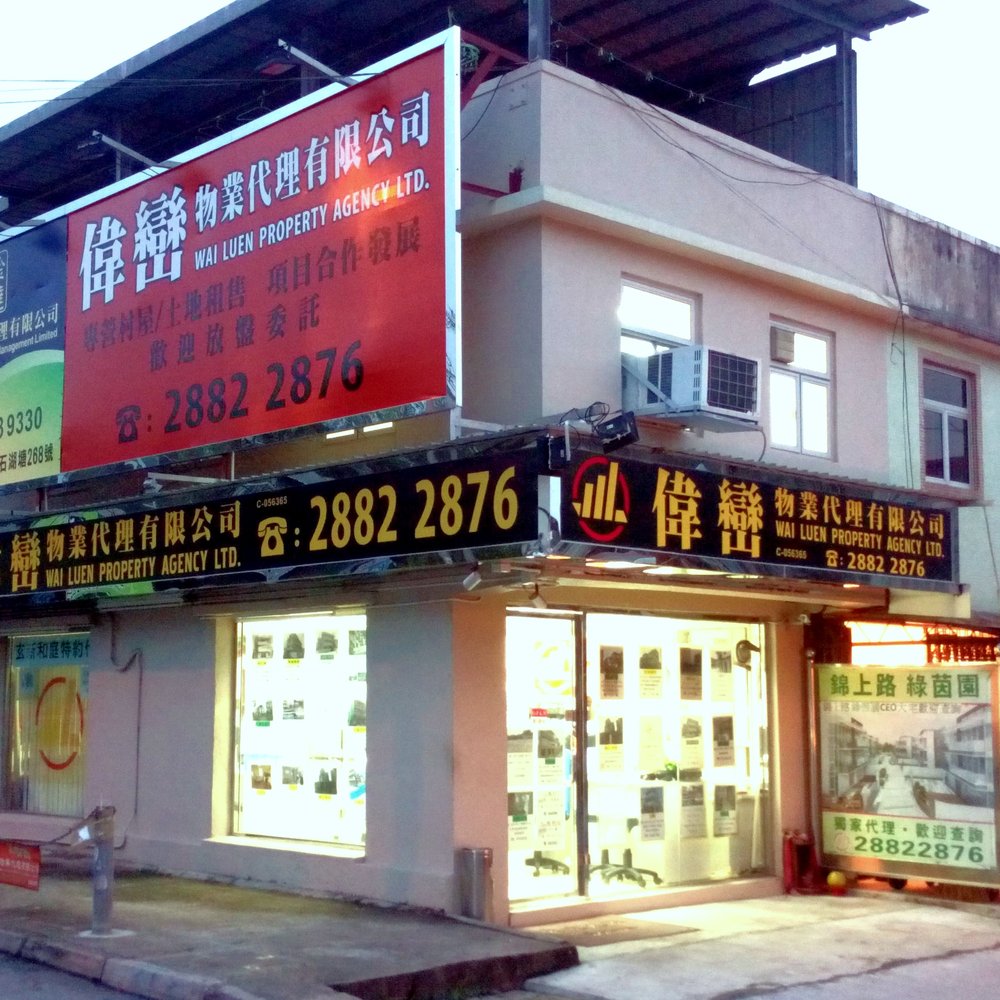 偉巒 物業代理有限公司
WAI LUEN PROPERTY AGENCY LTD.
專營村屋/土地租售 項目合作發展
歡迎放盤委託
☎: 2882 2876
理有限公司
Management Limited
9330
石湖塘268號
巒 物業代理有限公司
WAI LUEN PROPERTY AGENCY LTD.
C-056365
☎: 2882 2876
偉巒 物業代理有限公司
WAI LUEN PROPERTY AGENCY LTD.
C-056365
☎: 2882 2876
錦上路 綠茵園
獨家代理·歡迎查詢
28822876